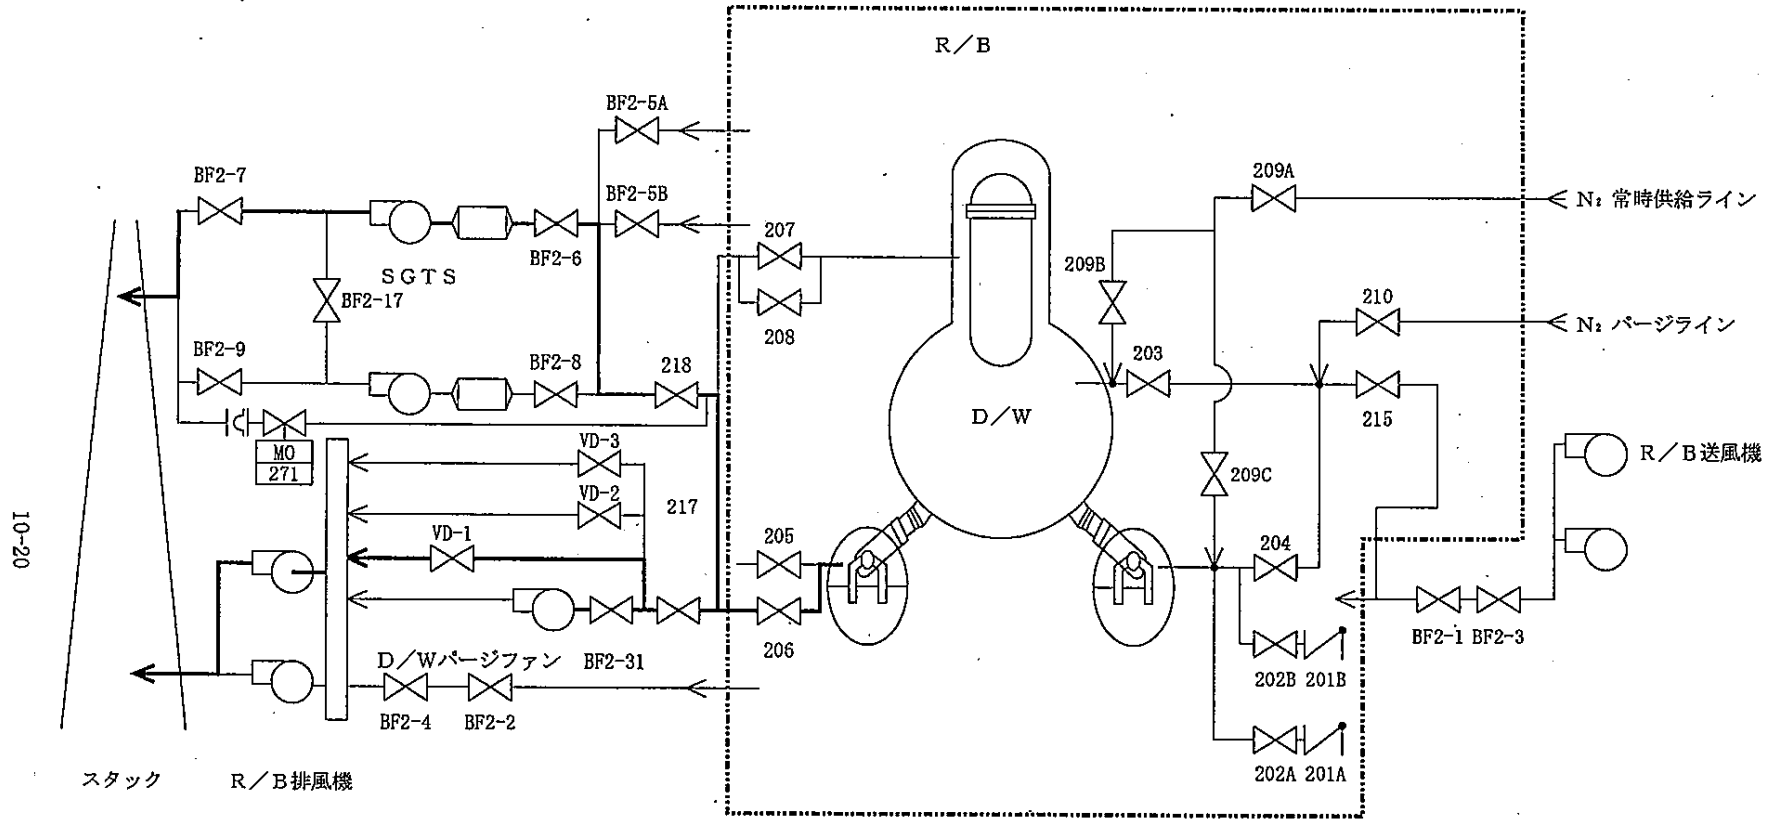 R/B
BF2-5A
BF2-7
BF2-5B
209A
N₂ 常時供給ライン
207
BF2-6
SGTS
209B
BF2-17
210
N₂ パージライン
208
BF2-9
BF2-8
218
203
D/W
215
VD-3
MO
271
209C
R/B送風機
VD-2
217
VD-1
205
204
10-20
BF2-1 BF2-3
206
D/Wパージファン
BF2-31
202B 201B
BF2-4
BF2-2
202A 201A
スタック
R/B排風機